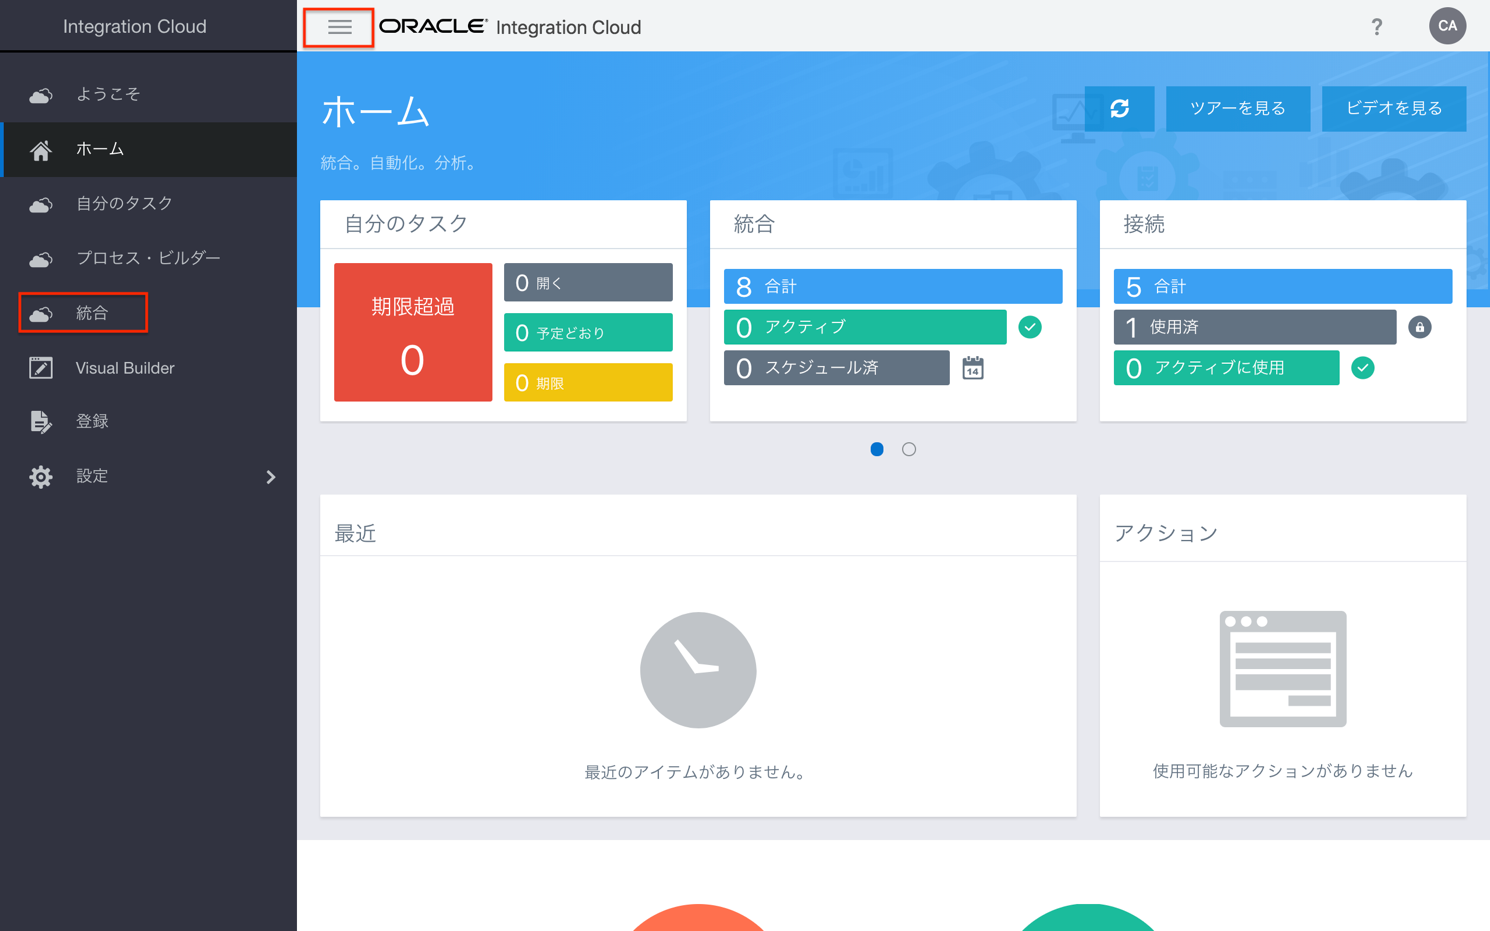 Integration Cloud
ようこそ
ホーム
自分のタスク
プロセス・ビルダー
統合
Visual Builder
登録
設定
ORACLE® Integration Cloud
?
CA
ホーム
ツアーを見る
ビデオを見る
統合。自動化。分析。
自分のタスク
期限超過
0
0 開く
0 予定どおり
0 期限
統合
8 合計
0 アクティブ
0 スケジュール済
14
接続
5 合計
1 使用済
0 アクティブに使用
最近
最近のアイテムがありません。
アクション
使用可能なアクションがありません